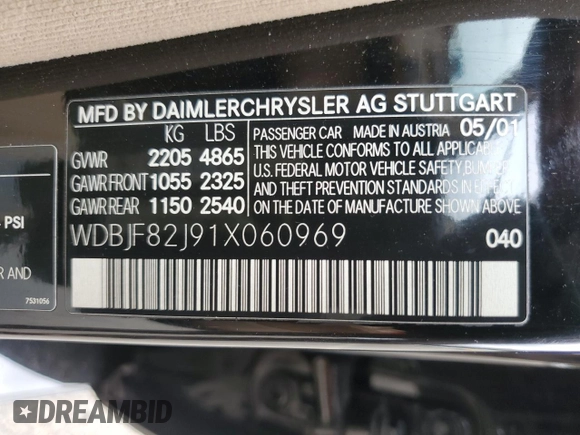 MFD BY DAIMLERCHRYSLER AG STUTTGART
KG LBS
GVWR 2205 4865
GAWR FRONT 1055 2325
GAWR REAR 1150 2540
PASSENGER CAR MADE IN AUSTRIA 05/01
THIS VEHICLE CONFORMS TO ALL APPLICABLE
U.S. FEDERAL MOTOR VEHICLE SAFETY, BUMPER
AND THEFT PREVENTION STANDARDS IN EFFECT
ON THE DATE OF MANUFACTURE SHOWN ABOVE.
WDBJF82J91X060969
040
PSI
AND
7531056
DREAMBID